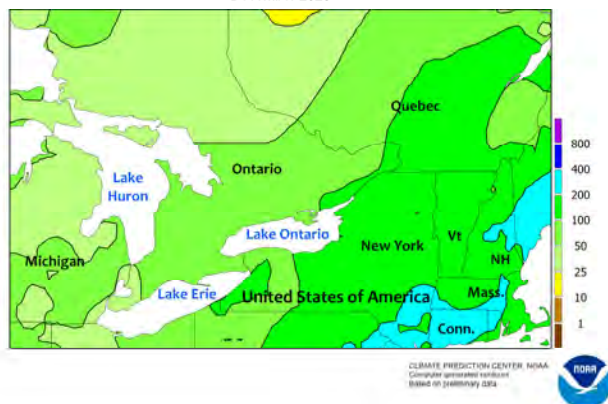 Quebec
Ontario
Lake
Huron
Lake Ontario
Michigan
New York
Vt
NH
Lake Erie
United States of America
Mass.
Conn.
800
400
200
100
50
25
10
1
CLIMATE PREDICTION CENTER, NOAA
Computer generated contours
Based on preliminary data
NOAA